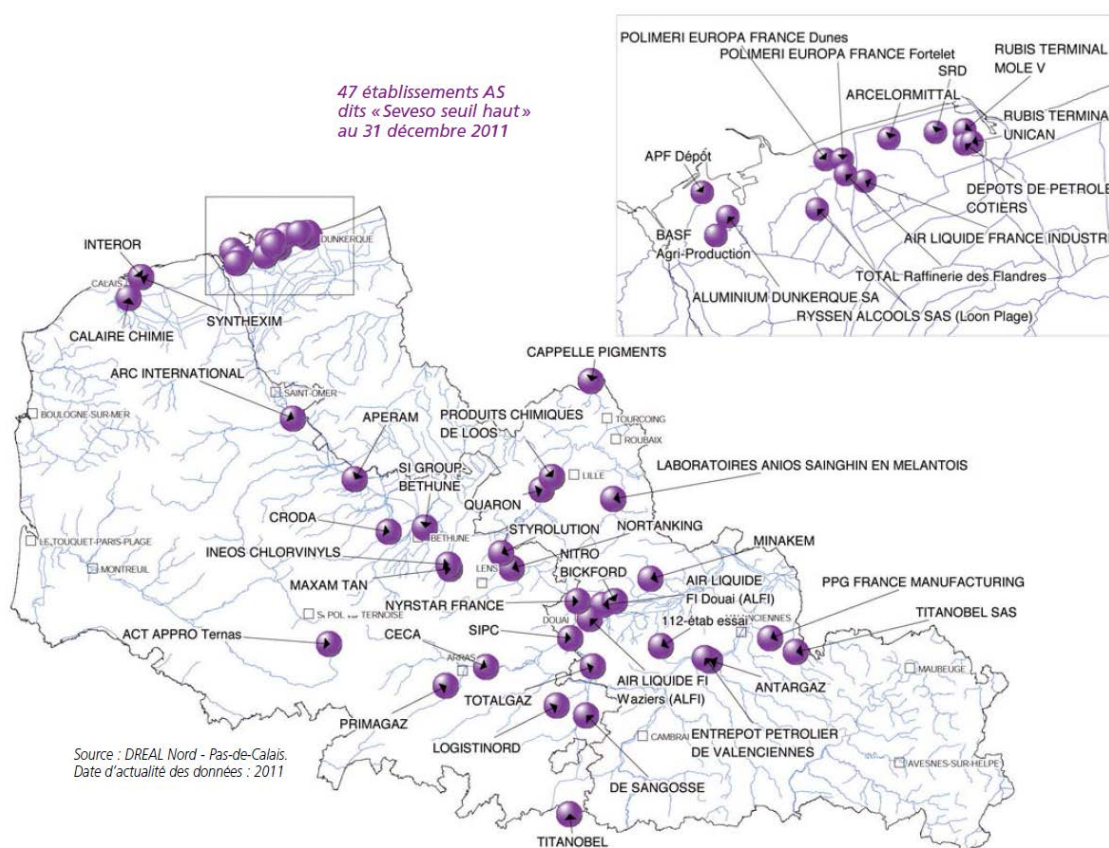 47 établissements AS
dits « Seveso seuil haut »
au 31 décembre 2011
POLIMERI EUROPA FRANCE Dunes
POLIMERI EUROPA FRANCE Fortelet
RUBIS TERMINAL
MOLE V
SRD
ARCELORMITTAL
RUBIS TERMINA
UNICAN
APF Dépôt
DEPOTS DE PETROLE
COTIERS
BASF
Agri-Production
AIR LIQUIDE FRANCE INDUSTRI
TOTAL Raffinerie des Flandres
ALUMINIUM DUNKERQUE SA
RYSSEN ALCOOLS SAS (Loon Plage)
DUNKERQUE
INTEROR
CALAIS
SYNTHEXIM
CALAIRE CHIMIE
CAPPELLE PIGMENTS
ARC INTERNATIONAL
SAINT-OMER
BOULOGNE-SUR-MER
APERAM
PRODUITS CHIMIQUES
DE LOOS
TOURCOING
ROUBAIX
SI GROUP
BETHUNE
LILLE
LABORATOIRES ANIOS SAINGHIN EN MELANTOIS
QUARON
CRODA
STYROLUTION
NORTANKING
LE TOUQUET-PARIS-PLAGE
BETHUNE
INEOS CHLORVINYLS
NITRO
BICKFORD
MINAKEM
MONTREUIL
MAXAM TAN
LENS
AIR LIQUIDE
FI Douai (ALFI)
PPG FRANCE MANUFACTURING
NYRSTAR FRANCE
DOUAI
112-étab essai
TITANOBEL SAS
ACT APPRO Ternas
CECA
SIPC
ARRAS
MAUBEUGE
PRIMAGAZ
TOTALGAZ
AIR LIQUIDE FI
Waziers (ALFI)
ANTARGAZ
LOGISTINORD
CAMBRAI
ENTREPOT PETROLIER
DE VALENCIENNES
Source : DREAL Nord - Pas-de-Calais.
Date d'actualité des données : 2011
AVESNES-SUR-HELPE
DE SANGOSSE
TITANOBEL